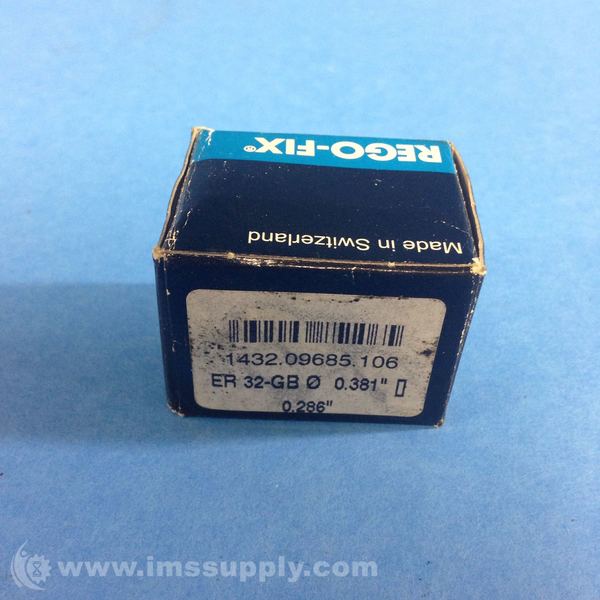 REGO-FIX®
Made in Switzerland
1432.09685.106
ER 32-GB Ø 0.381" ▯
0.286"
www.imssupply.com